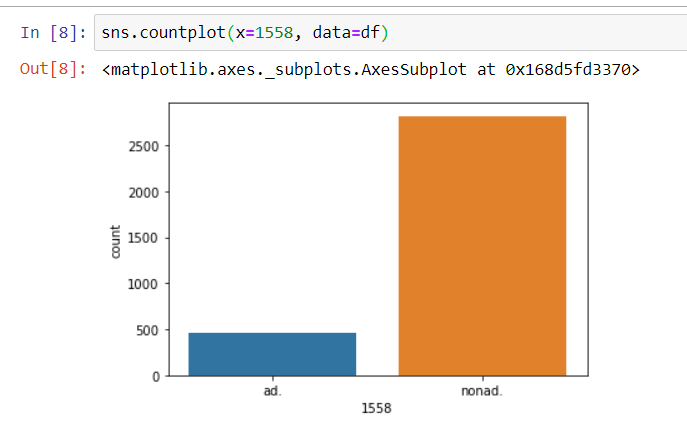 In [8]: sns.countplot(x=1558, data=df)
Out[8]: <matplotlib.axes._subplots.AxesSubplot at 0x168d5fd3370>
2500
2000
1500
1000
500
0
count
ad.
nonad.
1558